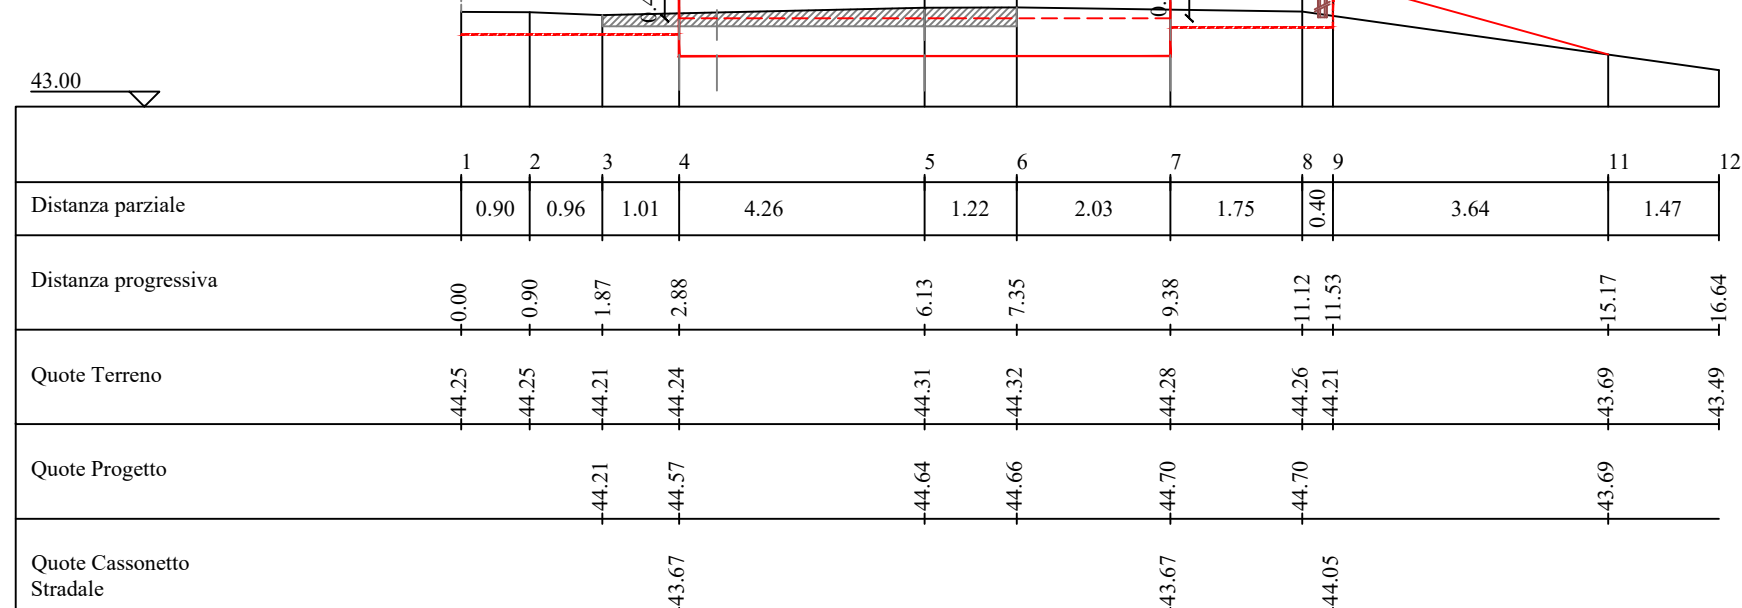 43.00
1 2 3 4 5 6 7 8 9 11 12
Distanza parziale 0.90 0.96 1.01 4.26 1.22 2.03 1.75 0.40 3.64 1.47
Distanza progressiva 0.00 0.90 1.87 2.88 6.13 7.35 9.38 11.12 11.53 15.17 16.64
Quote Terreno 44.25 44.25 44.21 44.24 44.31 44.32 44.28 44.26 44.21 43.69 43.49
Quote Progetto 44.21 44.57 44.64 44.66 44.70 44.70 43.69
Quote Cassonetto 43.67 43.67 44.05
Stradale